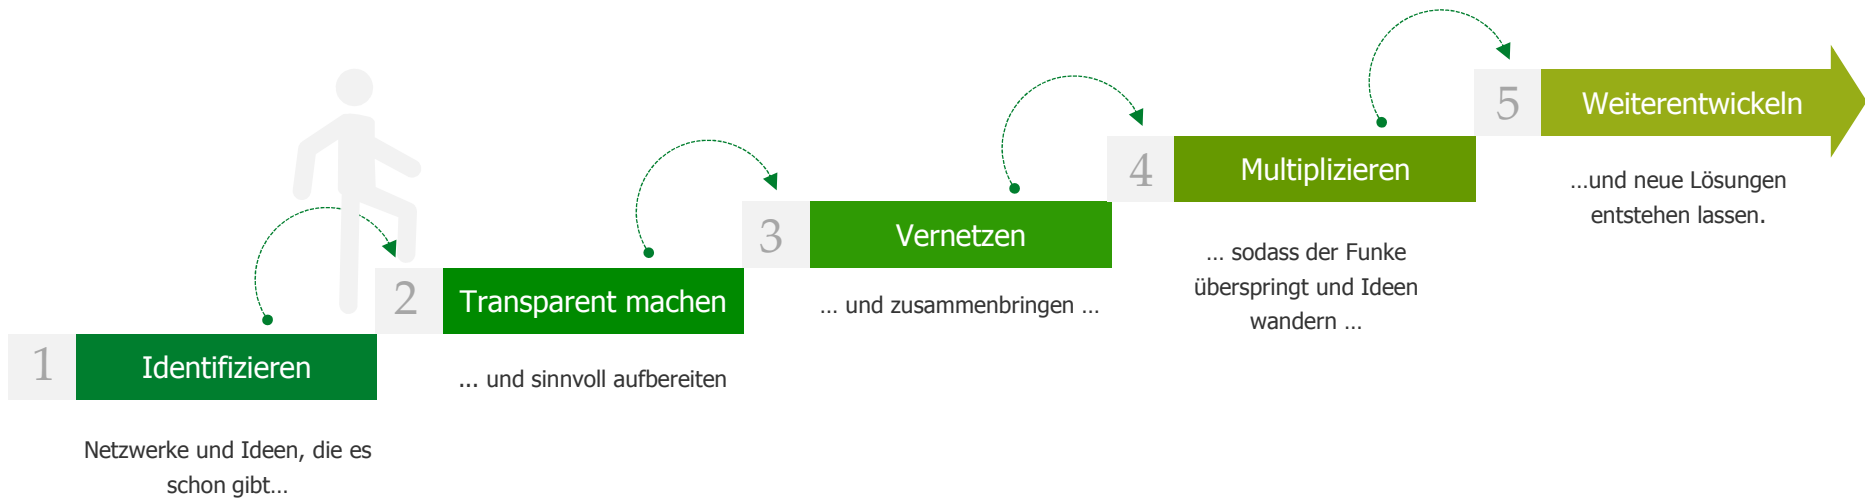 1
Identifizieren
Netzwerke und Ideen, die es
schon gibt…
2
Transparent machen
... und sinnvoll aufbereiten
3
Vernetzen
… und zusammenbringen …
4
Multiplizieren
… sodass der Funke
überspringt und Ideen
wandern …
5
Weiterentwickeln
…und neue Lösungen
entstehen lassen.